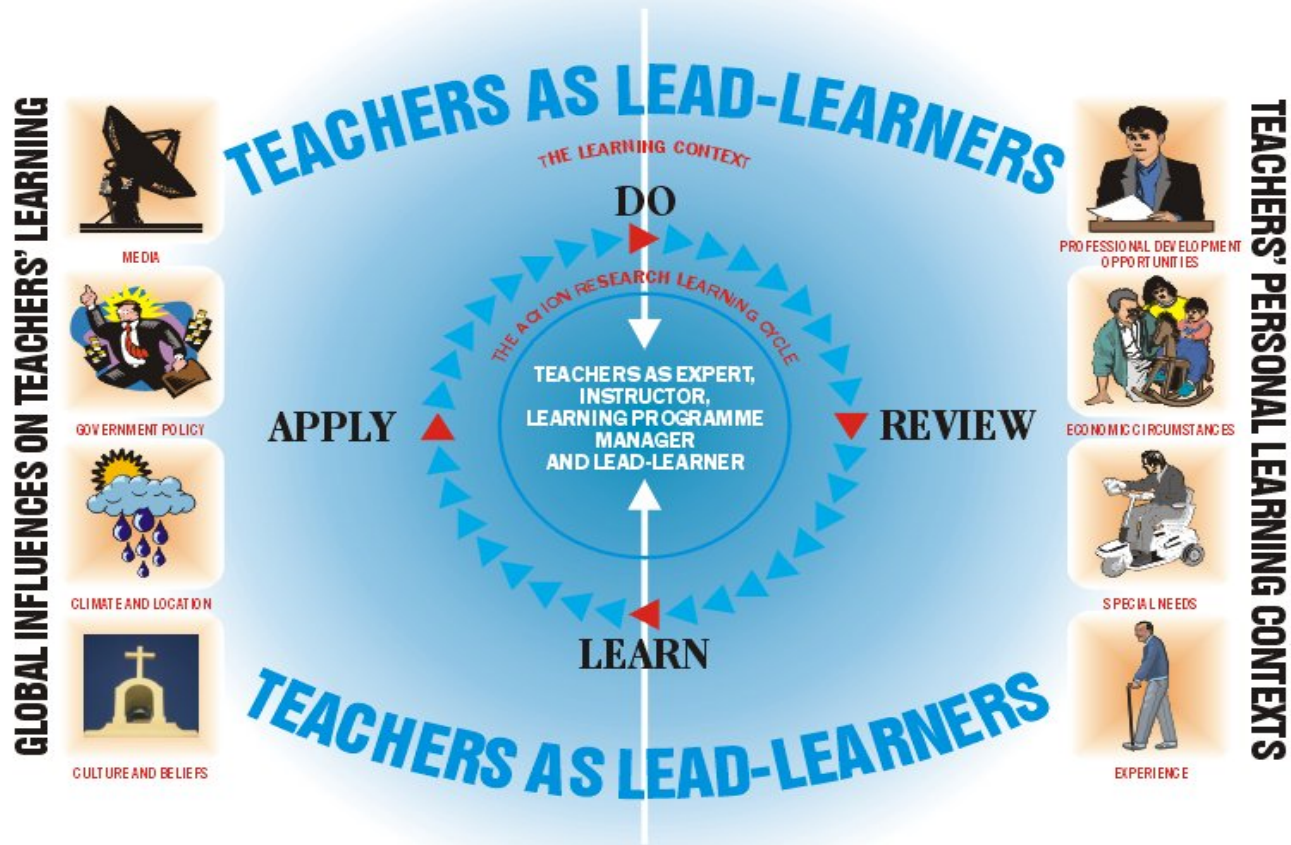 TEACHERS AS LEAD-LEARNERS
THE LEARNING CONTEXT
DO
THE ACTION RESEARCH LEARNING CYCLE
TEACHERS AS EXPERT,
INSTRUCTOR,
LEARNING PROGRAMME
MANAGER
AND LEAD-LEARNER
APPLY
REVIEW
LEARN
TEACHERS AS LEAD-LEARNERS
GLOBAL INFLUENCES ON TEACHERS' LEARNING
MEDIA
GOVERNMENT POLICY
CLIMATE AND LOCATION
CULTURE AND BELIEFS
TEACHERS' PERSONAL LEARNING CONTEXTS
PROFESSIONAL DEVELOPMENT
OPPORTUNITIES
ECONOMIC CIRCUMSTANCES
SPECIAL NEEDS
EXPERIENCE